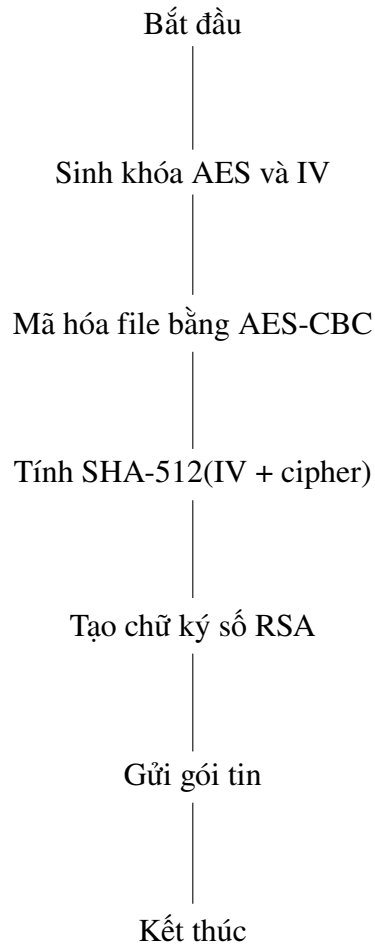 Bắt đầu
Sinh khóa AES và IV
Mã hóa file bằng AES-CBC
Tính SHA-512(IV + cipher)
Tạo chữ ký số RSA
Gửi gói tin
Kết thúc